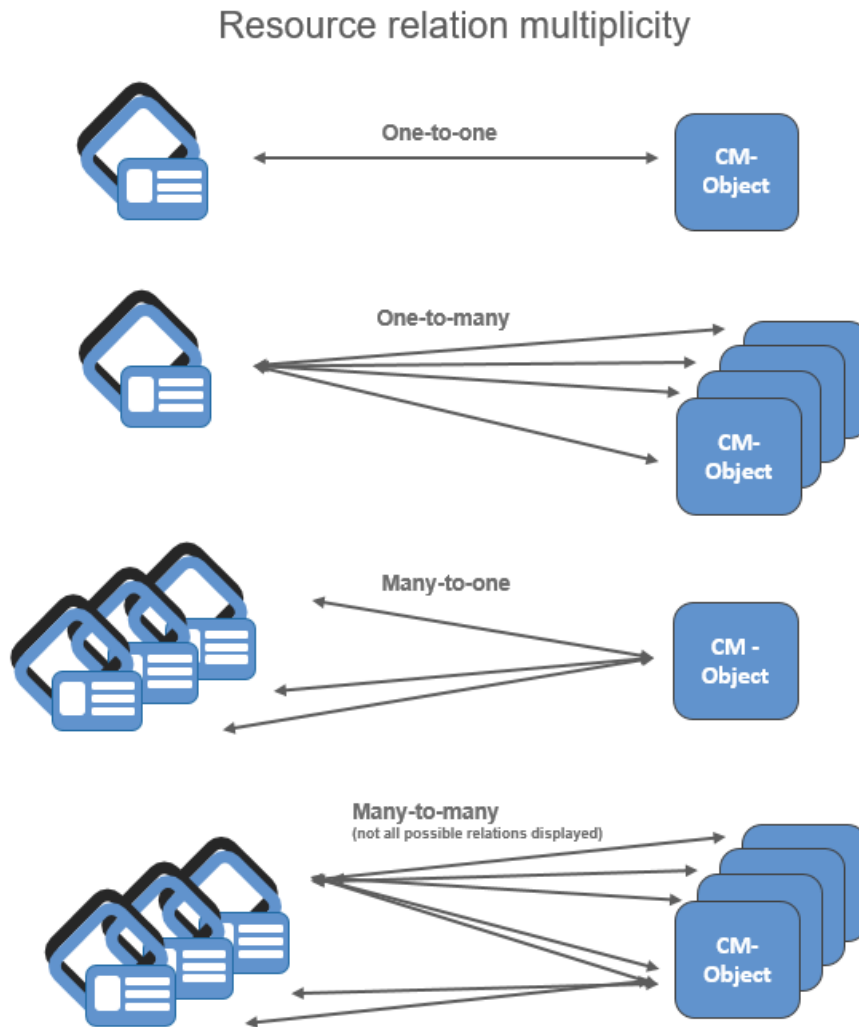 Resource relation multiplicity
One-to-one
CM-
Object
One-to-many
CM-
Object
Many-to-one
CM -
Object
Many-to-many
(not all possible relations displayed)
CM-
Object